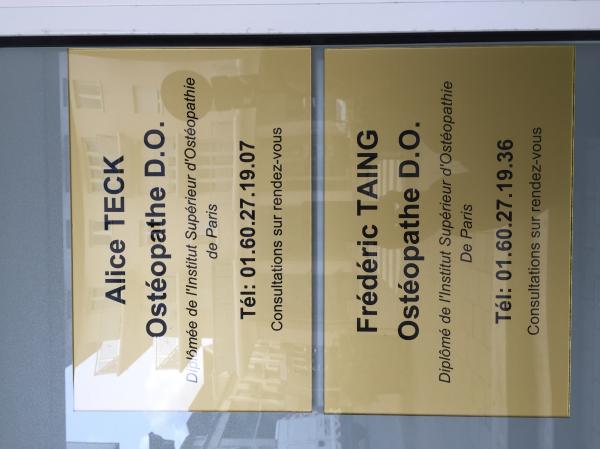 Alice TECK
Ostéopathe D.O.
Diplômée de l'Institut Supérieur d'Ostéopathie
de Paris
Tél: 01.60.27.19.07
Consultations sur rendez-vous
Frédéric TAING
Ostéopathe D.O.
Diplômé de l'Institut Supérieur d'Ostéopathie
De Paris
Tél: 01.60.27.19.36
Consultations sur rendez-vous